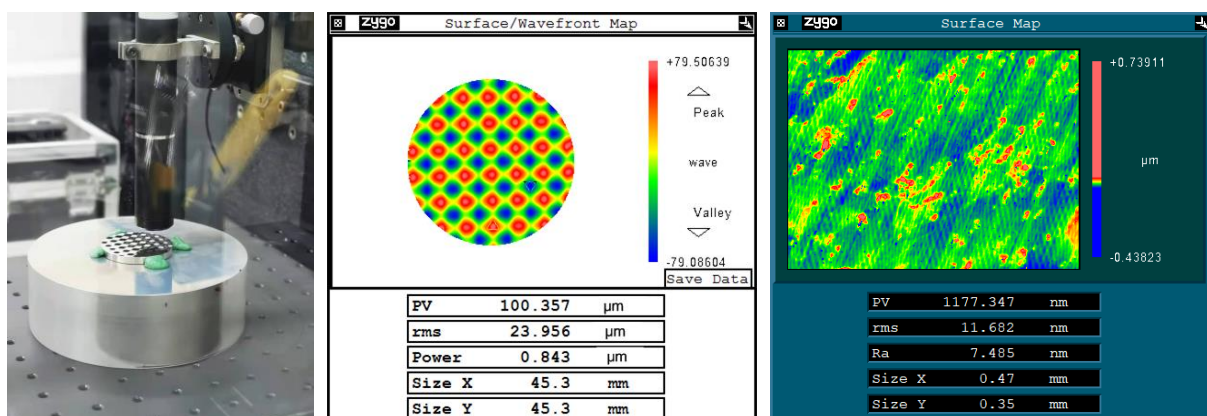 zygo Surface/Wavefront Map
+79.50639
Peak
wave
Valley
-79.08604
Save Data
PV 100.357 µm
rms 23.956 µm
Power 0.843 µm
Size X 45.3 mm
Size Y 45.3 mm
zygo Surface Map
+0.73911
µm
-0.43823
PV 1177.347 nm
rms 11.682 nm
Ra 7.485 nm
Size X 0.47 mm
Size Y 0.35 mm